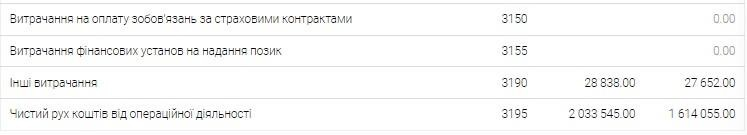 Витрачання на оплату зобов'язань за страховими контрактами 3150 0.00
Витрачання фінансових установ на надання позик 3155 0.00
Інші витрачання 3190 28 838.00 27 652.00
Чистий рух коштів від операційної діяльності 3195 2 033 545.00 1 614 055.00